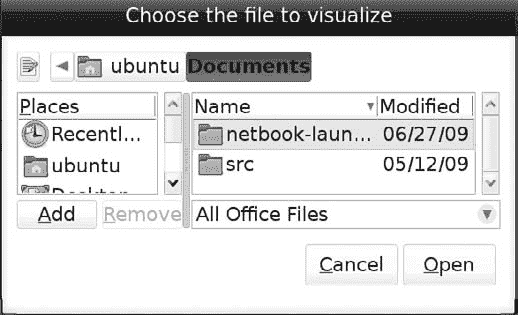 Choose the file to visualize
ubuntu Documents
Places
Name Modified
Recentl...
netbook-laun... 06/27/09
ubuntu
src 05/12/09
Desktop
Add Remove
All Office Files
Cancel Open